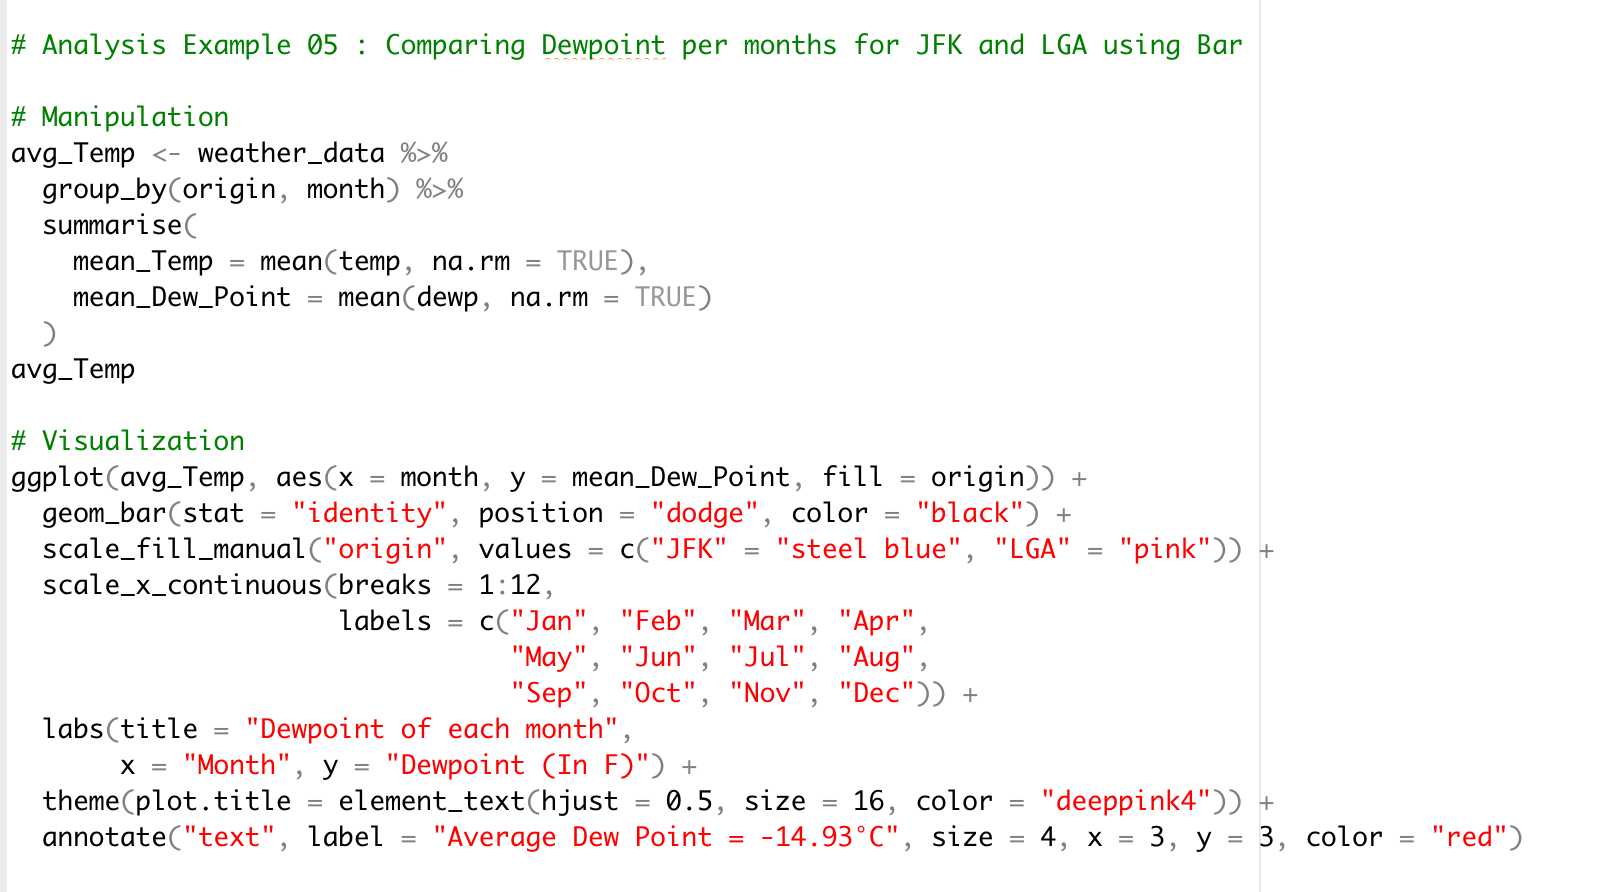 # Analysis Example 05 : Comparing Dewpoint per months for JFK and LGA using Bar
# Manipulation
avg_Temp <- weather_data %>%
  group_by(origin, month) %>%
  summarise(
    mean_Temp = mean(temp, na.rm = TRUE),
    mean_Dew_Point = mean(dewp, na.rm = TRUE)
  )
avg_Temp
# Visualization
ggplot(avg_Temp, aes(x = month, y = mean_Dew_Point, fill = origin)) +
  geom_bar(stat = "identity", position = "dodge", color = "black") +
  scale_fill_manual("origin", values = c("JFK" = "steel blue", "LGA" = "pink")) +
  scale_x_continuous(breaks = 1:12,
                     labels = c("Jan", "Feb", "Mar", "Apr",
                                "May", "Jun", "Jul", "Aug",
                                "Sep", "Oct", "Nov", "Dec")) +
  labs(title = "Dewpoint of each month",
       x = "Month", y = "Dewpoint (In F)") +
  theme(plot.title = element_text(hjust = 0.5, size = 16, color = "deeppink4")) +
  annotate("text", label = "Average Dew Point = -14.93°C", size = 4, x = 3, y = 3, color = "red")